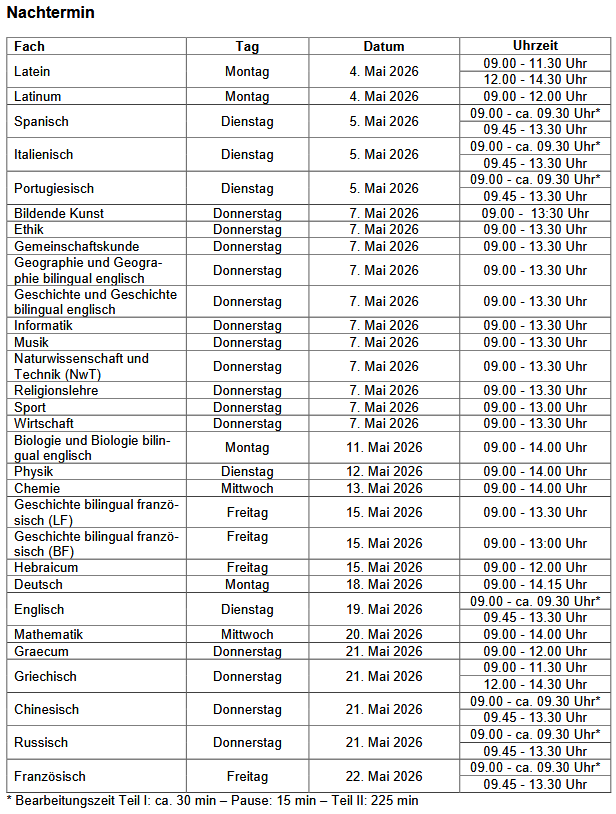 Nachtermin
Fach Tag Datum Uhrzeit
Latein Montag 4. Mai 2026 09.00 - 11.30 Uhr
12.00 - 14.30 Uhr
Latinum Montag 4. Mai 2026 09.00 - 12.00 Uhr
Spanisch Dienstag 5. Mai 2026 09.00 - ca. 09.30 Uhr*
09.45 - 13.30 Uhr
Italienisch Dienstag 5. Mai 2026 09.00 - ca. 09.30 Uhr*
09.45 - 13.30 Uhr
Portugiesisch Dienstag 5. Mai 2026 09.00 - ca. 09.30 Uhr*
09.45 - 13.30 Uhr
Bildende Kunst Donnerstag 7. Mai 2026 09.00 - 13:30 Uhr
Ethik Donnerstag 7. Mai 2026 09.00 - 13.30 Uhr
Gemeinschaftskunde Donnerstag 7. Mai 2026 09.00 - 13.30 Uhr
Geographie und Geogra-
phie bilingual englisch Donnerstag 7. Mai 2026 09.00 - 13.30 Uhr
Geschichte und Geschichte
bilingual englisch Donnerstag 7. Mai 2026 09.00 - 13.30 Uhr
Informatik Donnerstag 7. Mai 2026 09.00 - 13.30 Uhr
Musik Donnerstag 7. Mai 2026 09.00 - 13.30 Uhr
Naturwissenschaft und
Technik (NwT) Donnerstag 7. Mai 2026 09.00 - 13.30 Uhr
Religionslehre Donnerstag 7. Mai 2026 09.00 - 13.30 Uhr
Sport Donnerstag 7. Mai 2026 09.00 - 13.00 Uhr
Wirtschaft Donnerstag 7. Mai 2026 09.00 - 13.30 Uhr
Biologie und Biologie bilin-
gual englisch Montag 11. Mai 2026 09.00 - 14.00 Uhr
Physik Dienstag 12. Mai 2026 09.00 - 14.00 Uhr
Chemie Mittwoch 13. Mai 2026 09.00 - 14.00 Uhr
Geschichte bilingual franzö-
sisch (LF) Freitag 15. Mai 2026 09.00 - 13.30 Uhr
Geschichte bilingual franzö-
sisch (BF) Freitag 15. Mai 2026 09.00 - 13:00 Uhr
Hebraicum Freitag 15. Mai 2026 09.00 - 12.00 Uhr
Deutsch Montag 18. Mai 2026 09.00 - 14.15 Uhr
Englisch Dienstag 19. Mai 2026 09.00 - ca. 09.30 Uhr*
09.45 - 13.30 Uhr
Mathematik Mittwoch 20. Mai 2026 09.00 - 14.00 Uhr
Graecum Donnerstag 21. Mai 2026 09.00 - 12.00 Uhr
Griechisch Donnerstag 21. Mai 2026 09.00 - 11.30 Uhr
12.00 - 14.30 Uhr
Chinesisch Donnerstag 21. Mai 2026 09.00 - ca. 09.30 Uhr*
09.45 - 13.30 Uhr
Russisch Donnerstag 21. Mai 2026 09.00 - ca. 09.30 Uhr*
09.45 - 13.30 Uhr
Französisch Freitag 22. Mai 2026 09.00 - ca. 09.30 Uhr*
09.45 - 13.30 Uhr
* Bearbeitungszeit Teil I: ca. 30 min – Pause: 15 min – Teil II: 225 min